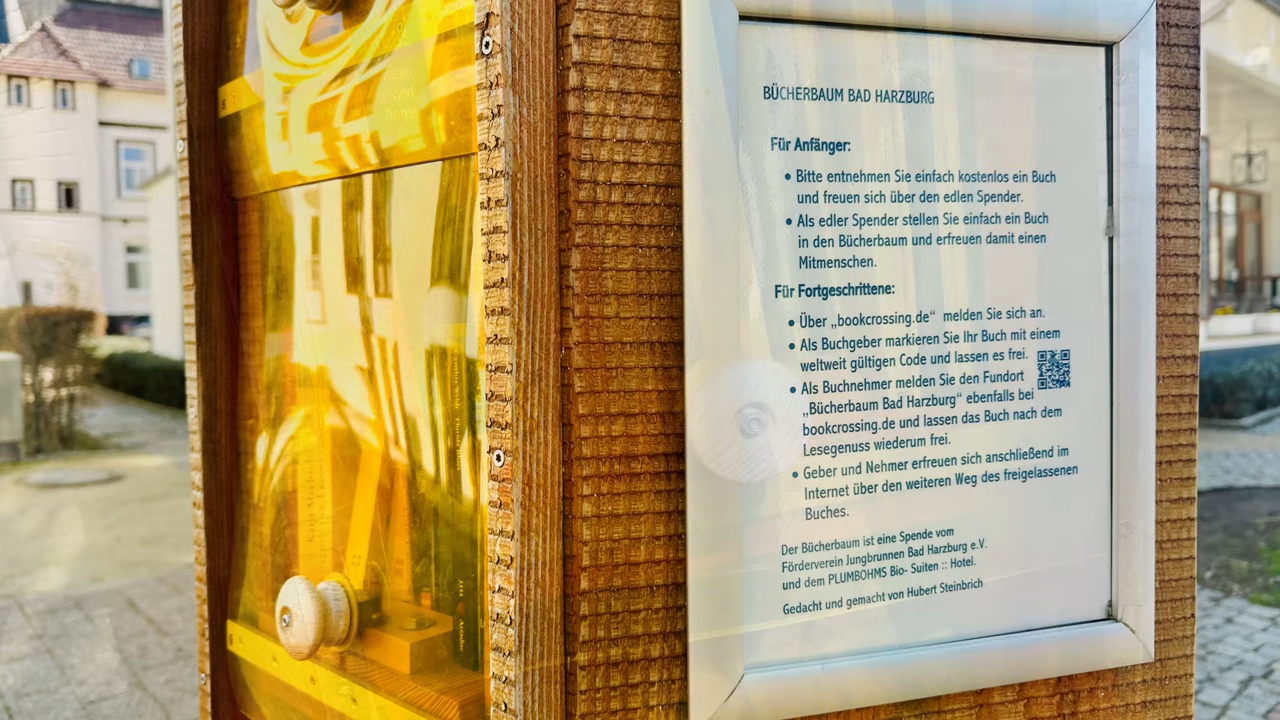 BÜCHERBAUM BAD HARZBURG
Für Anfänger:
• Bitte entnehmen Sie einfach kostenlos ein Buch
und freuen sich über den edlen Spender.
• Als edler Spender stellen Sie einfach ein Buch
in den Bücherbaum und erfreuen damit einen
Mitmenschen.
Für Fortgeschrittene:
• Über „bookcrossing.de“ melden Sie sich an.
• Als Buchgeber markieren Sie Ihr Buch mit einem
weltweit gültigen Code und lassen es frei.
• Als Buchnehmer melden Sie den Fundort
„Bücherbaum Bad Harzburg“ ebenfalls bei
bookcrossing.de und lassen das Buch nach dem
Lesegenuss wiederum frei.
• Geber und Nehmer erfreuen sich anschließend im
Internet über den weiteren Weg des freigelassenen
Buches.
Der Bücherbaum ist eine Spende vom
Förderverein Jungbrunnen Bad Harzburg e.V.
und dem PLUMBOHMS Bio- Suiten :: Hotel.
Gedacht und gemacht von Hubert Steinbrich